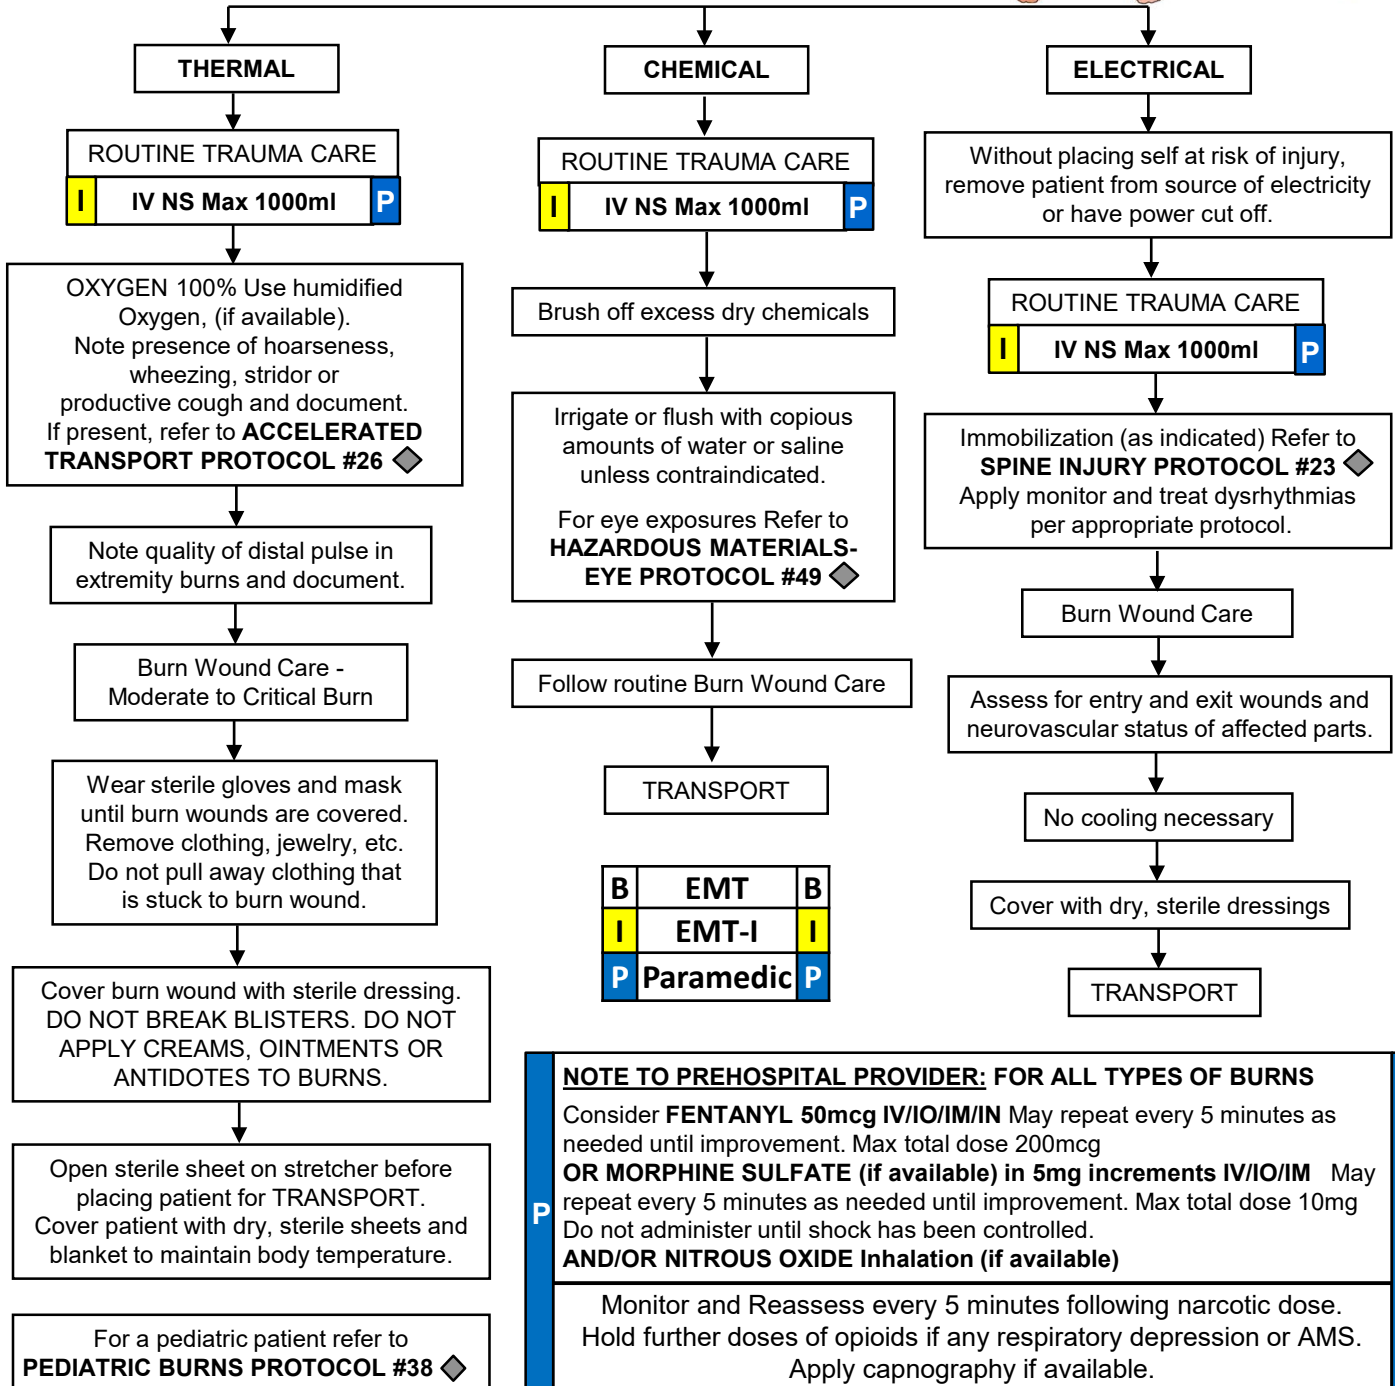 THERMAL
ROUTINE TRAUMA CARE
I IV NS Max 1000ml P
OXYGEN 100% Use humidified
Oxygen, (if available).
Note presence of hoarseness,
wheezing, stridor or
productive cough and document.
If present, refer to ACCELERATED
TRANSPORT PROTOCOL #26
Note quality of distal pulse in
extremity burns and document.
Burn Wound Care -
Moderate to Critical Burn
Wear sterile gloves and mask
until burn wounds are covered.
Remove clothing, jewelry, etc.
Do not pull away clothing that
is stuck to burn wound.
Cover burn wound with sterile dressing.
DO NOT BREAK BLISTERS. DO NOT
APPLY CREAMS, OINTMENTS OR
ANTIDOTES TO BURNS.
Open sterile sheet on stretcher before
placing patient for TRANSPORT.
Cover patient with dry, sterile sheets and
blanket to maintain body temperature.
For a pediatric patient refer to
PEDIATRIC BURNS PROTOCOL #38
CHEMICAL
ROUTINE TRAUMA CARE
I IV NS Max 1000ml P
Brush off excess dry chemicals
Irrigate or flush with copious
amounts of water or saline
unless contraindicated.
For eye exposures Refer to
HAZARDOUS MATERIALS-
EYE PROTOCOL #49
Follow routine Burn Wound Care
TRANSPORT
B EMT B
I EMT-I I
P Paramedic P
ELECTRICAL
Without placing self at risk of injury,
remove patient from source of electricity
or have power cut off.
ROUTINE TRAUMA CARE
I IV NS Max 1000ml P
Immobilization (as indicated) Refer to
SPINE INJURY PROTOCOL #23
Apply monitor and treat dysrhythmias
per appropriate protocol.
Burn Wound Care
Assess for entry and exit wounds and
neurovascular status of affected parts.
No cooling necessary
Cover with dry, sterile dressings
TRANSPORT
P
NOTE TO PREHOSPITAL PROVIDER: FOR ALL TYPES OF BURNS
Consider FENTANYL 50mcg IV/IO/IM/IN May repeat every 5 minutes as
needed until improvement. Max total dose 200mcg
OR MORPHINE SULFATE (if available) in 5mg increments IV/IO/IM May
repeat every 5 minutes as needed until improvement. Max total dose 10mg
Do not administer until shock has been controlled.
AND/OR NITROUS OXIDE Inhalation (if available)
Monitor and Reassess every 5 minutes following narcotic dose.
Hold further doses of opioids if any respiratory depression or AMS.
Apply capnography if available.